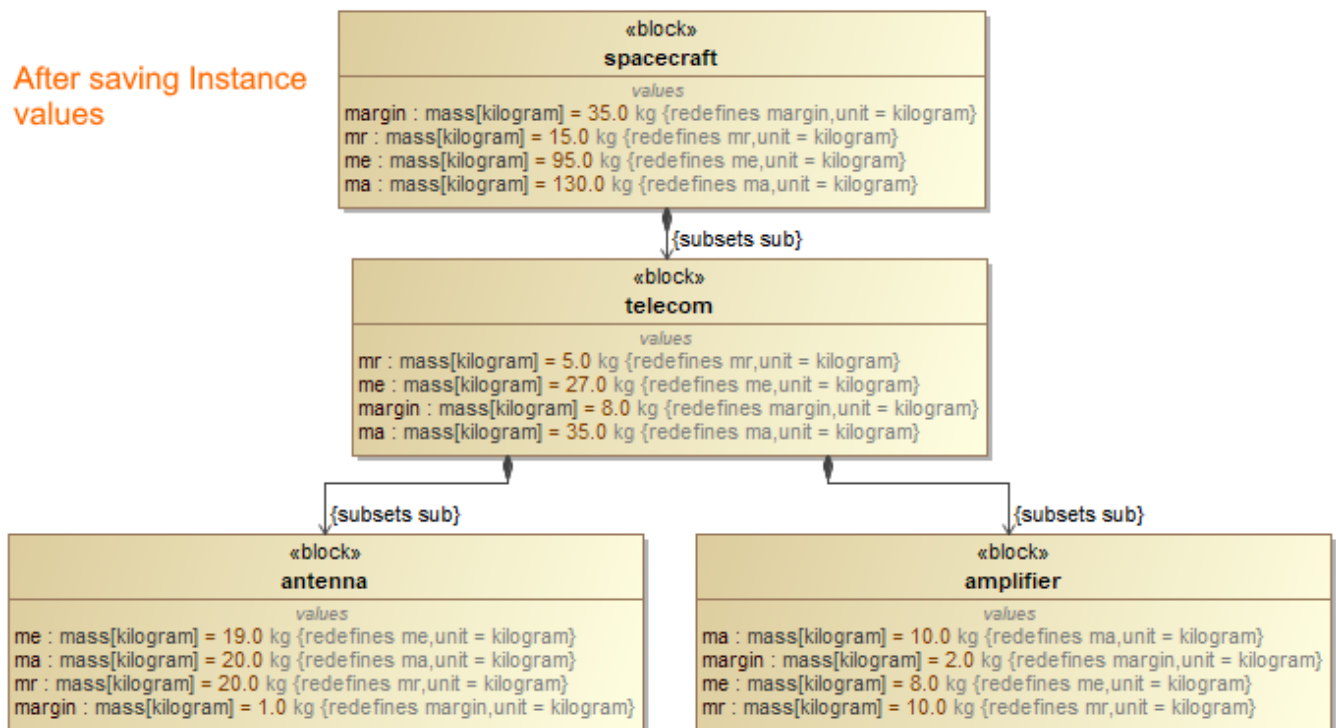 After saving Instance
values
«block»
spacecraft
values
margin : mass[kilogram] = 35.0 kg {redefines margin,unit = kilogram}
mr : mass[kilogram] = 15.0 kg {redefines mr,unit = kilogram}
me : mass[kilogram] = 95.0 kg {redefines me,unit = kilogram}
ma : mass[kilogram] = 130.0 kg {redefines ma,unit = kilogram}
{subsets sub}
«block»
telecom
values
mr : mass[kilogram] = 5.0 kg {redefines mr,unit = kilogram}
me : mass[kilogram] = 27.0 kg {redefines me,unit = kilogram}
margin : mass[kilogram] = 8.0 kg {redefines margin,unit = kilogram}
ma : mass[kilogram] = 35.0 kg {redefines ma,unit = kilogram}
{subsets sub}
{subsets sub}
«block»
antenna
values
me : mass[kilogram] = 19.0 kg {redefines me,unit = kilogram}
ma : mass[kilogram] = 20.0 kg {redefines ma,unit = kilogram}
mr : mass[kilogram] = 20.0 kg {redefines mr,unit = kilogram}
margin : mass[kilogram] = 1.0 kg {redefines margin,unit = kilogram}
«block»
amplifier
values
ma : mass[kilogram] = 10.0 kg {redefines ma,unit = kilogram}
margin : mass[kilogram] = 2.0 kg {redefines margin,unit = kilogram}
me : mass[kilogram] = 8.0 kg {redefines me,unit = kilogram}
mr : mass[kilogram] = 10.0 kg {redefines mr,unit = kilogram}